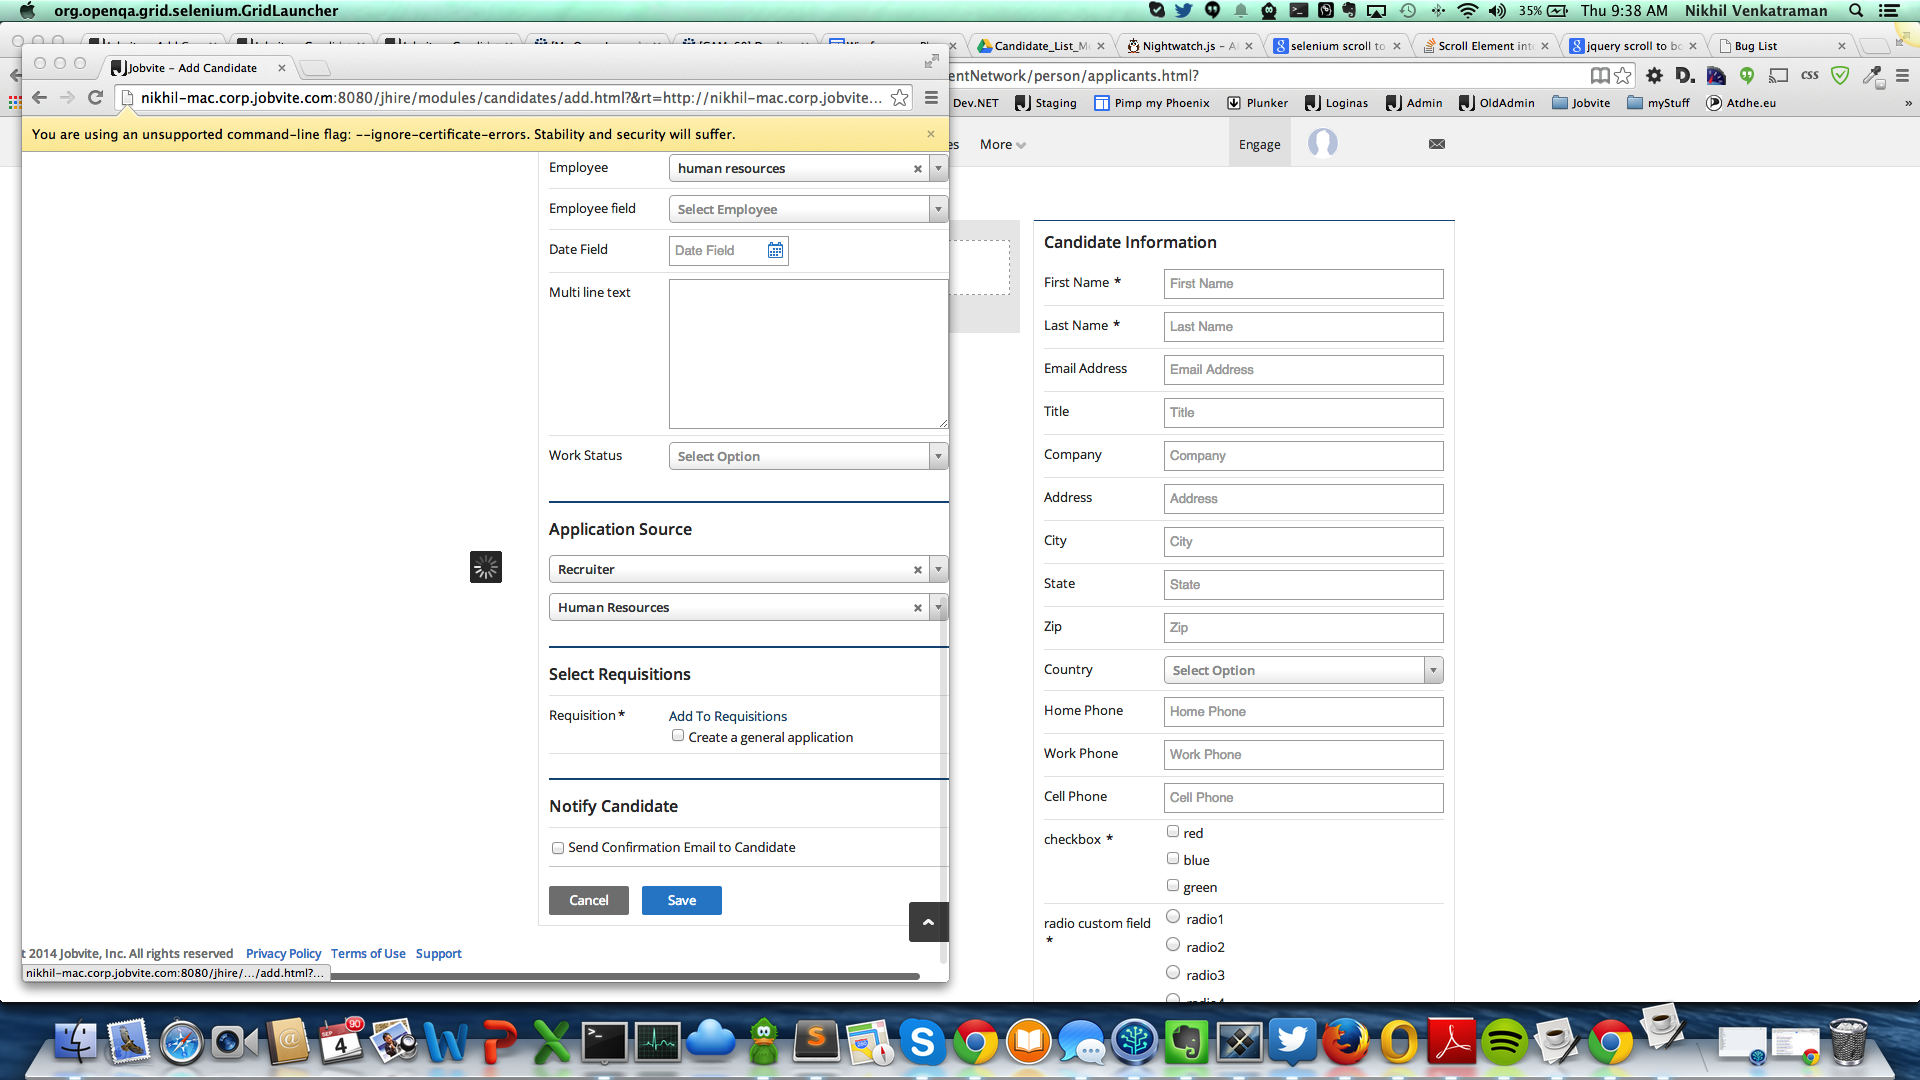 org.openqa.grid.selenium.GridLauncher
35%
Thu 9:38 AM
Nikhil Venkatraman
Candidate_List_M
Nightwatch.js – A
selenium scroll to
Scroll Element int
jquery scroll to b
Bug List
Jobvite – Add Candidate
nikhil-mac.corp.jobvite.com:8080/jhire/modules/candidates/add.html?&rt=http://nikhil-mac.corp.jobvite...
entNetwork/person/applicants.html?
css
Dev.NET
Staging
Pimp my Phoenix
Plunker
Loginas
Admin
OldAdmin
Jobvite
myStuff
Atdhe.eu
»
You are using an unsupported command-line flag: --ignore-certificate-errors. Stability and security will suffer.
es
More
Engage
Employee
human resources
Employee field
Select Employee
Date Field
Date Field
Multi line text
Work Status
Select Option
Application Source
Recruiter
Human Resources
Select Requisitions
Requisition *
Add To Requisitions
Create a general application
Notify Candidate
Send Confirmation Email to Candidate
Cancel
Save
t 2014 Jobvite, Inc. All rights reserved
Privacy Policy
Terms of Use
Support
nikhil-mac.corp.jobvite.com:8080/jhire/.../add.html?...
Candidate Information
First Name *
First Name
Last Name *
Last Name
Email Address
Email Address
Title
Title
Company
Company
Address
Address
City
City
State
State
Zip
Zip
Country
Select Option
Home Phone
Home Phone
Work Phone
Work Phone
Cell Phone
Cell Phone
checkbox *
red
blue
green
radio custom field
*
radio1
radio2
radio3
SEP
4
90